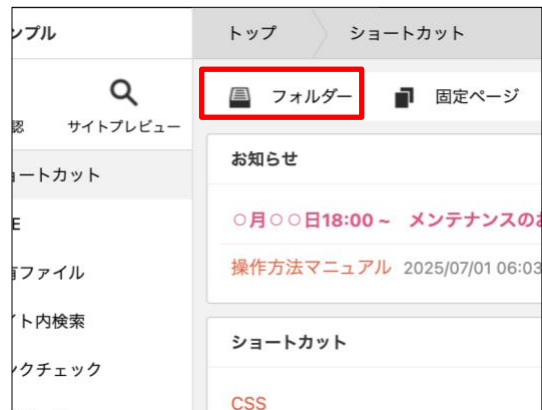 ンプル
トップ ショートカット
フォルダー 固定ページ
サイトプレビュー
お知らせ
ョートカット
○月○○日18:00 ~ メンテナンスのお
操作方法マニュアル 2025/07/01 06:03
ファイル
イト内検索
ショートカット
ンクチェック
CSS